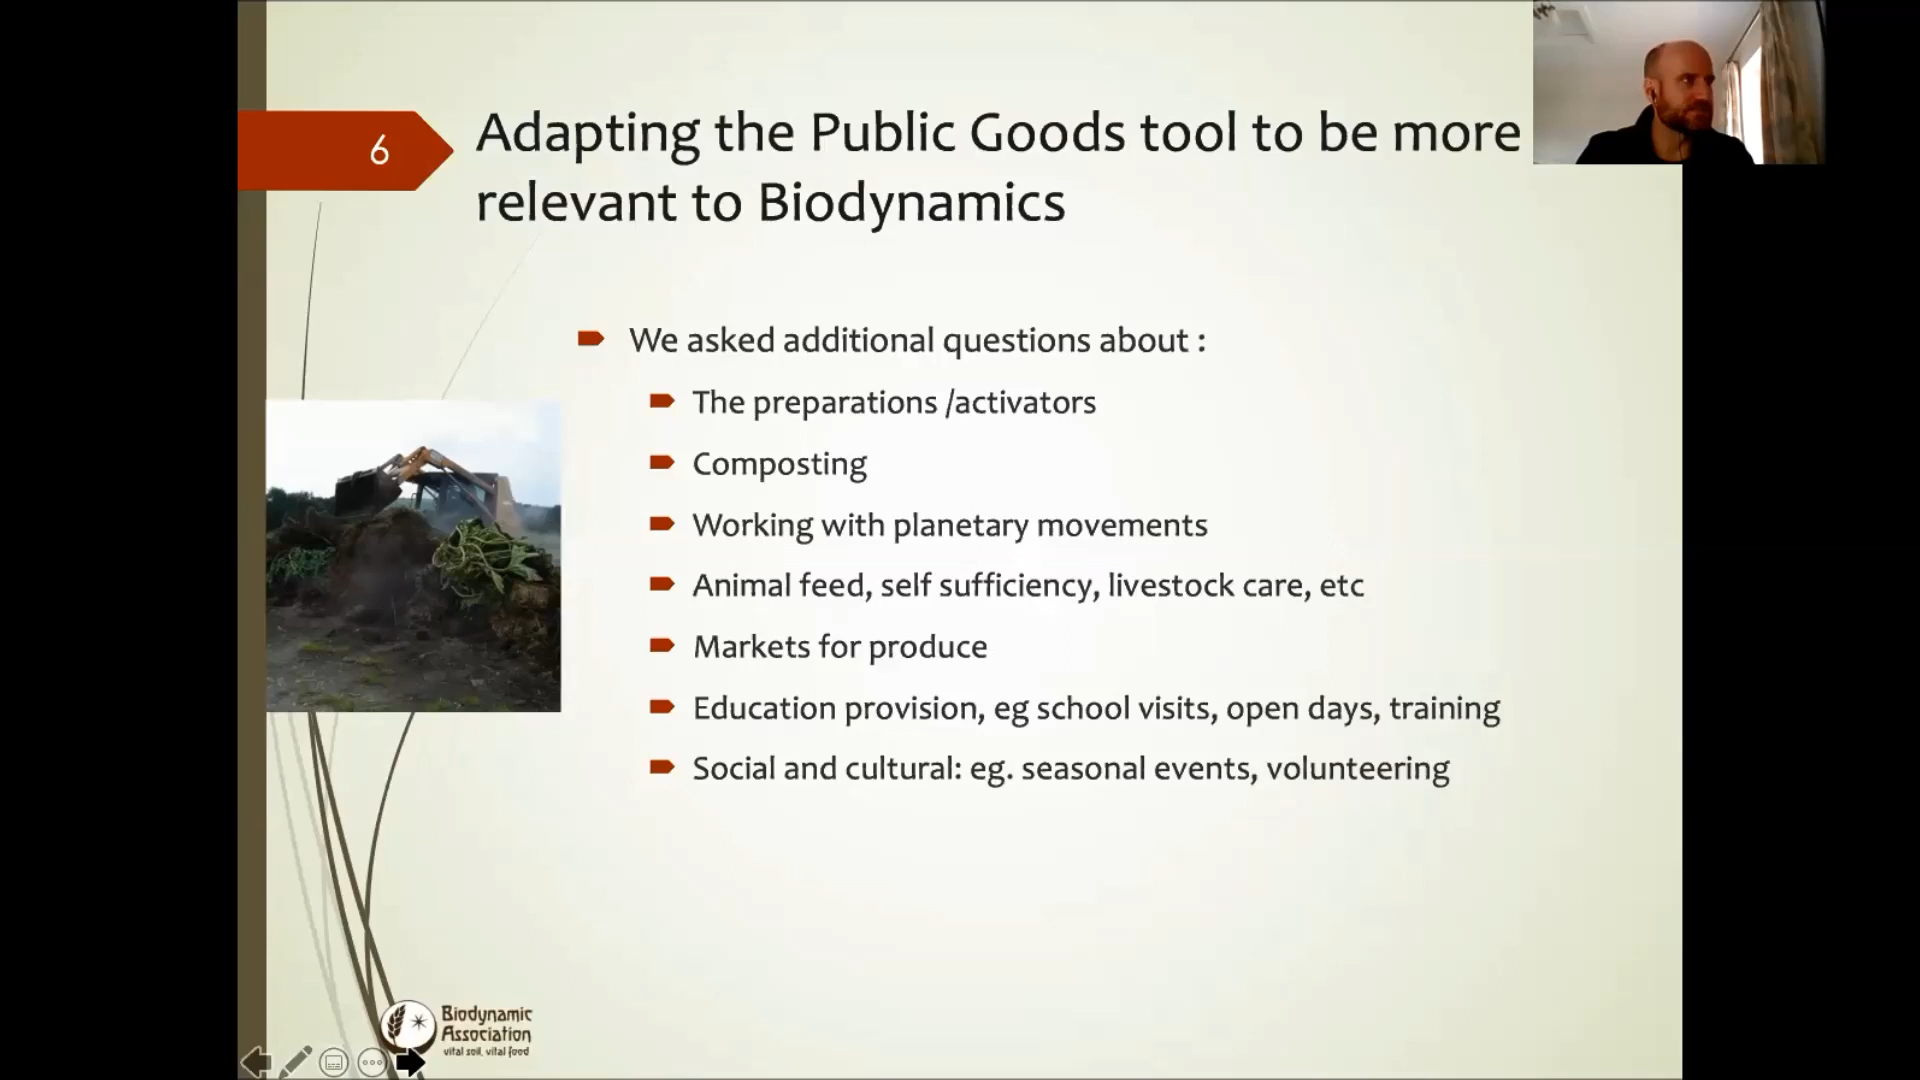 6
Adapting the Public Goods tool to be more
relevant to Biodynamics
We asked additional questions about :
The preparations /activators
Composting
Working with planetary movements
Animal feed, self sufficiency, livestock care, etc
Markets for produce
Education provision, eg school visits, open days, training
Social and cultural: eg. seasonal events, volunteering
Biodynamic
Association
vital soil, vital food